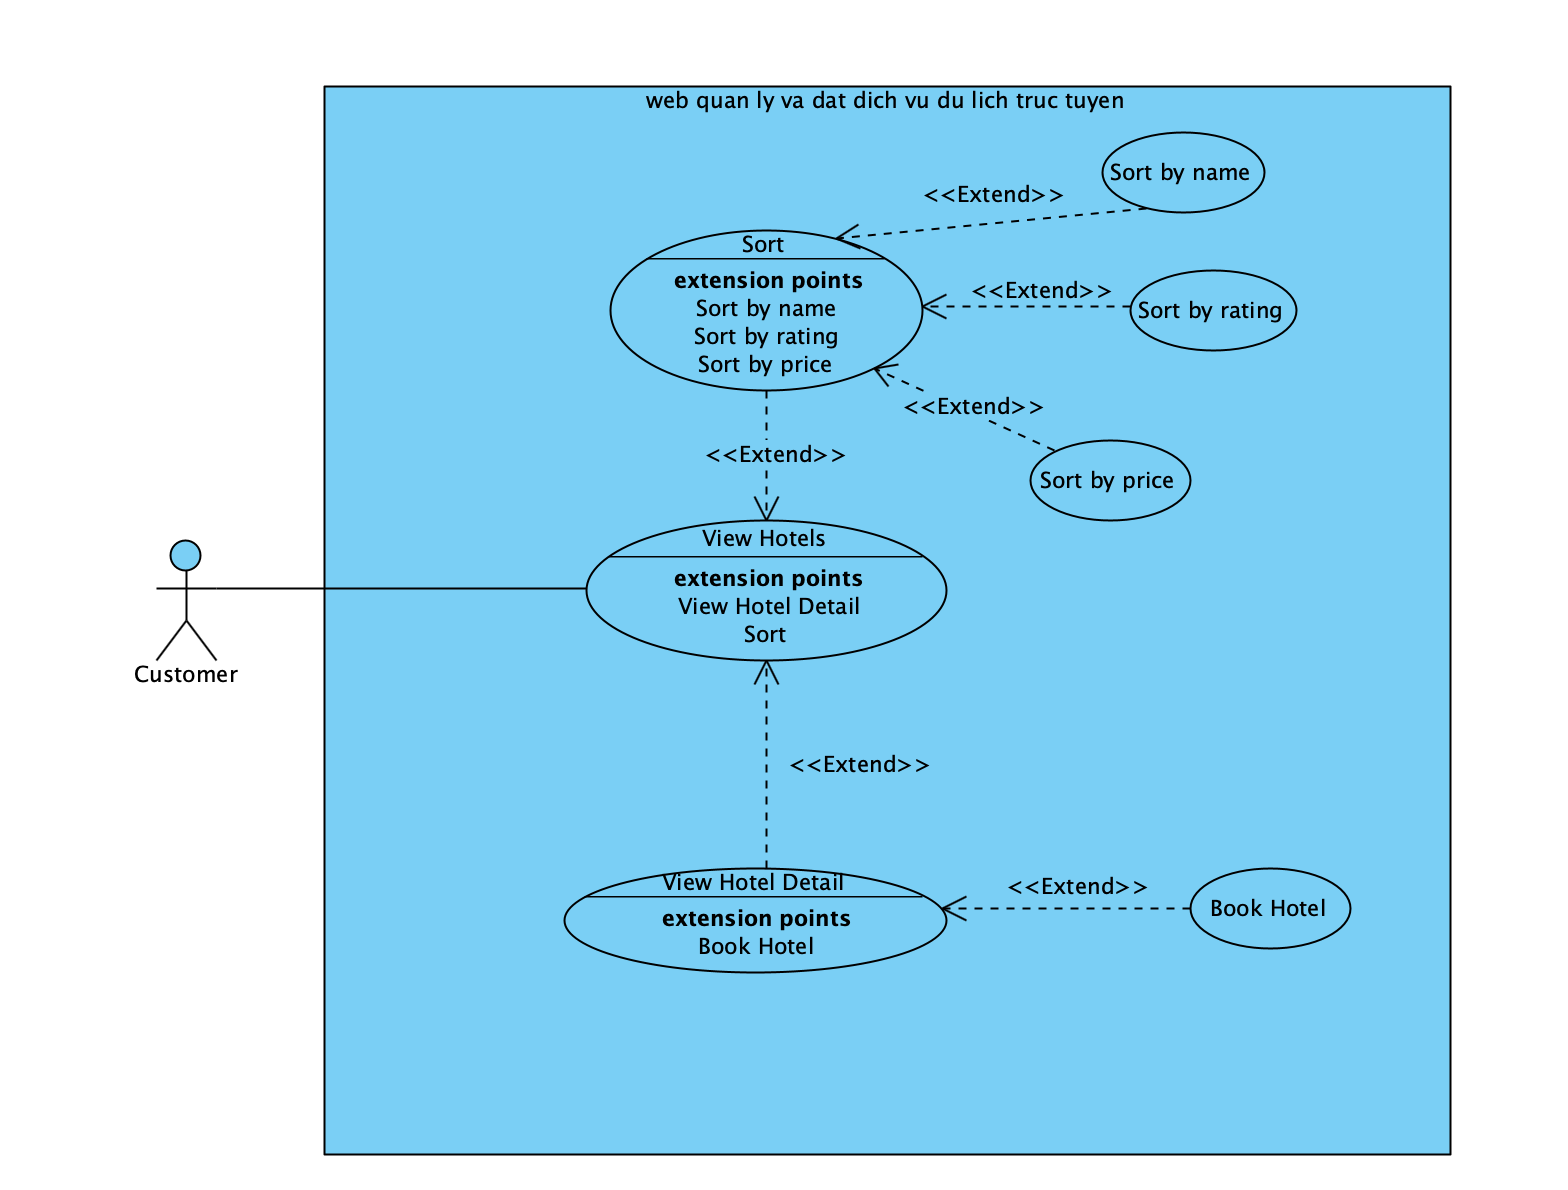 web quan ly va dat dich vu du lich truc tuyen
Sort by name
<<Extend>>
Sort
extension points
Sort by name
Sort by rating
Sort by price
<<Extend>>
Sort by rating
<<Extend>>
Sort by price
<<Extend>>
View Hotels
extension points
View Hotel Detail
Sort
Customer
<<Extend>>
View Hotel Detail
extension points
Book Hotel
<<Extend>>
Book Hotel